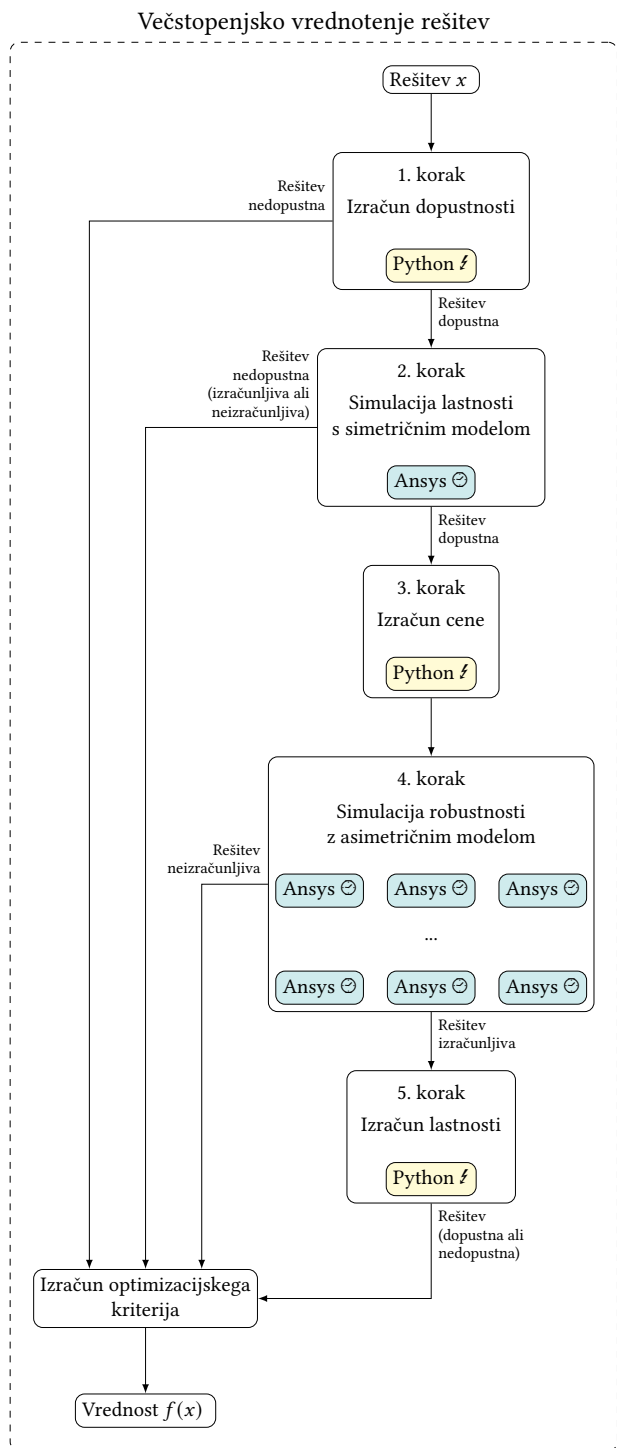 Večstopenjsko vrednotenje rešitev
Rešitev x
1. korak
Izračun dopustnosti
Python
Rešitev
nedopustna
Rešitev
dopustna
2. korak
Simulacija lastnosti
s simetričnim modelom
Ansys
Rešitev
nedopustna
(izračunljiva ali
neizračunljiva)
Rešitev
dopustna
3. korak
Izračun cene
Python
4. korak
Simulacija robustnosti
z asimetričnim modelom
Ansys Ansys Ansys
...
Ansys Ansys Ansys
Rešitev
neizračunljiva
Rešitev
izračunljiva
5. korak
Izračun lastnosti
Python
Rešitev
(dopustna ali
nedopustna)
Izračun optimizacijskega
kriterija
Vrednost f(x)